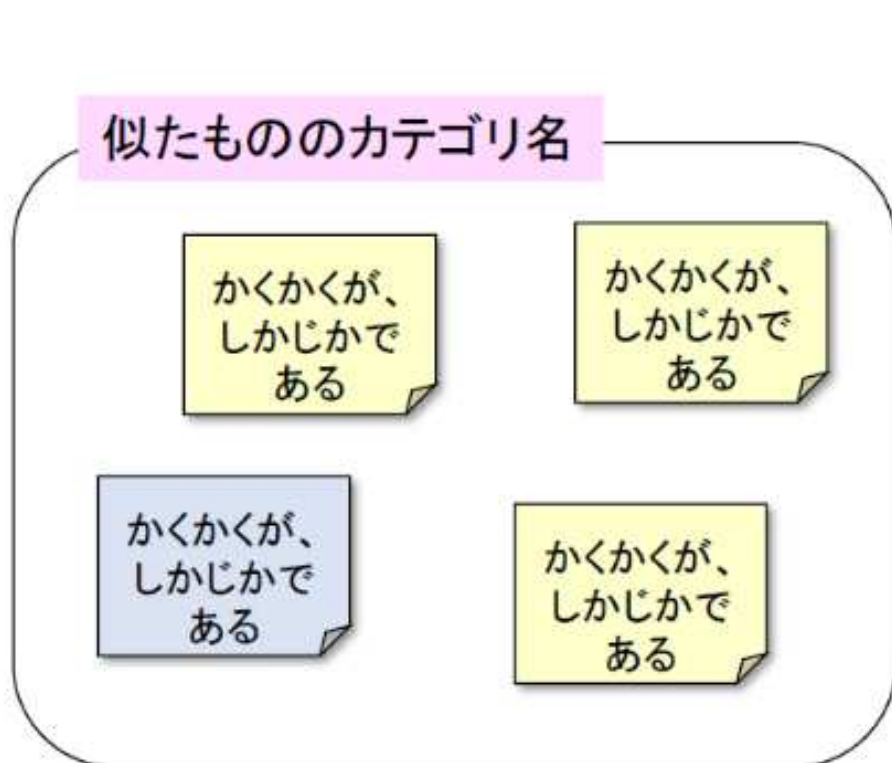 似たもののカテゴリ名
かくかくが、
しかじかで
ある
かくかくが、
しかじかで
ある
かくかくが、
しかじかで
ある
かくかくが、
しかじかで
ある